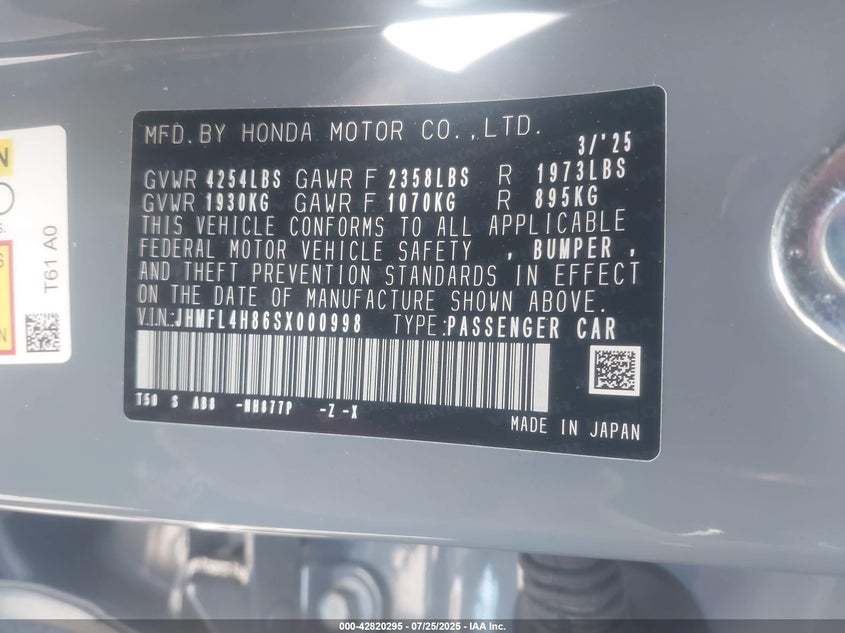 MFD. BY HONDA MOTOR CO., LTD.
3/'25
GVWR 4254LBS GAWR F 2358LBS R 1973LBS
GVWR 1930KG GAWR F 1070KG R 895KG
THIS VEHICLE CONFORMS TO ALL APPLICABLE
FEDERAL MOTOR VEHICLE SAFETY , BUMPER ,
AND THEFT PREVENTION STANDARDS IN EFFECT
ON THE DATE OF MANUFACTURE SHOWN ABOVE.
V.I.N.:JHMFL4H86SX000998 TYPE:PASSENGER CAR
T50 S AB8 -NH877P -Z -X
MADE IN JAPAN
T61 A0
000-42820295 - 07/25/2025 - IAA Inc.